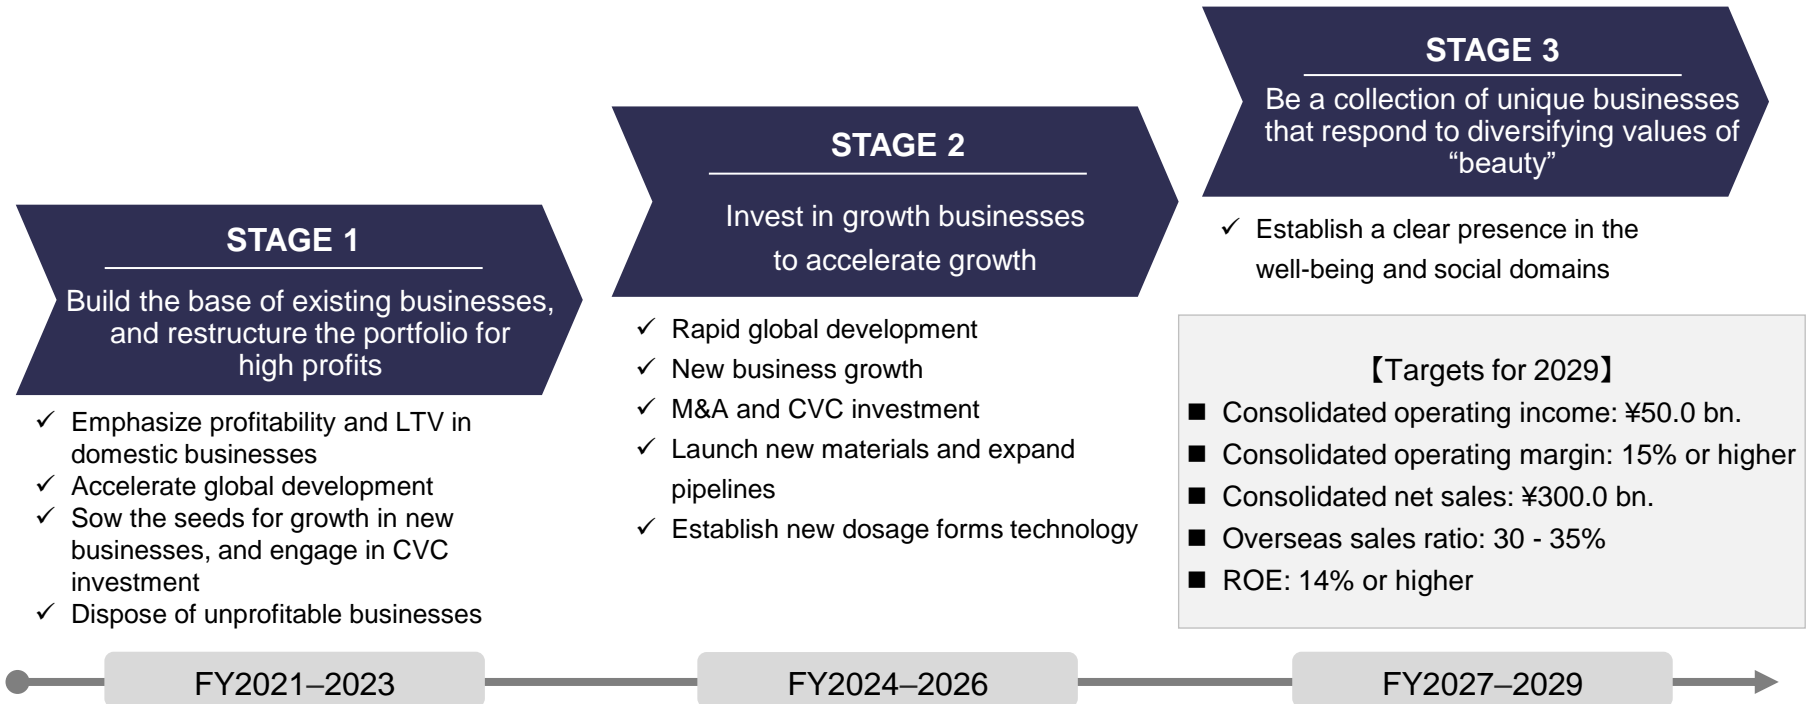 STAGE 1
Build the base of existing businesses,
and restructure the portfolio for
high profits
✓ Emphasize profitability and LTV in
domestic businesses
✓ Accelerate global development
✓ Sow the seeds for growth in new
businesses, and engage in CVC
investment
✓ Dispose of unprofitable businesses
FY2021–2023
STAGE 2
Invest in growth businesses
to accelerate growth
✓ Rapid global development
✓ New business growth
✓ M&A and CVC investment
✓ Launch new materials and expand
pipelines
✓ Establish new dosage forms technology
FY2024–2026
STAGE 3
Be a collection of unique businesses
that respond to diversifying values of
“beauty”
✓ Establish a clear presence in the
well-being and social domains
【Targets for 2029】
■ Consolidated operating income: ¥50.0 bn.
■ Consolidated operating margin: 15% or higher
■ Consolidated net sales: ¥300.0 bn.
■ Overseas sales ratio: 30 - 35%
■ ROE: 14% or higher
FY2027–2029